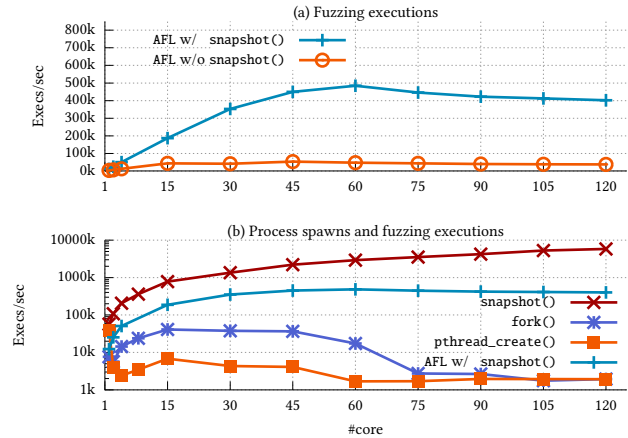 (a) Fuzzing executions
800k
700k
600k
500k
400k
300k
200k
100k
0k
Execs/sec
AFL w/ snapshot()
AFL w/o snapshot()
1 15 30 45 60 75 90 105 120
(b) Process spawns and fuzzing executions
10000k
1000k
100k
10k
1k
Execs/sec
snapshot()
fork()
pthread_create()
AFL w/ snapshot()
1 15 30 45 60 75 90 105 120
#core